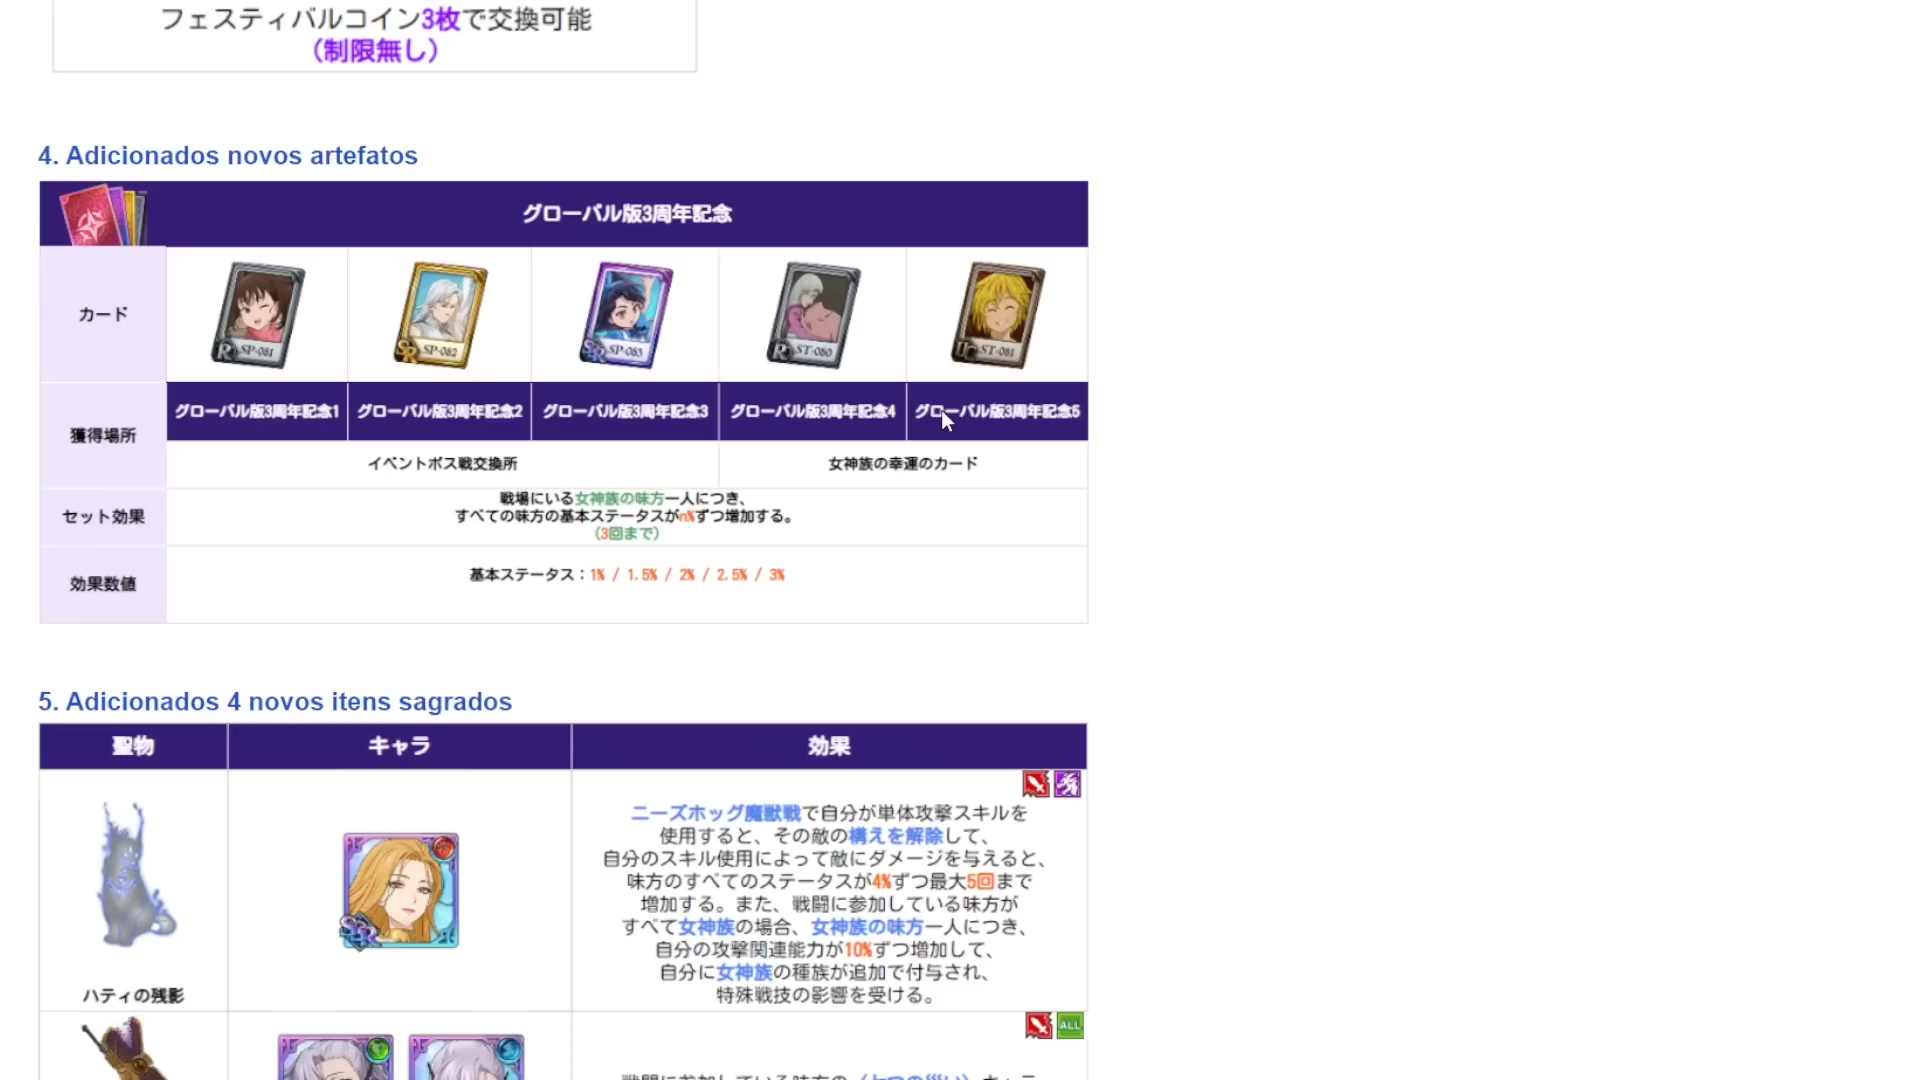 フェスティバルコイン3枚で交換可能
（制限無し）
4. Adicionados novos artefatos
グローバル版3周年記念
カード
R SP-081
SR SP-082
SSR SP-083
R ST-080
UC ST-081
獲得場所
グローバル版3周年記念1
グローバル版3周年記念2
グローバル版3周年記念3
グローバル版3周年記念4
グローバル版3周年記念5
イベントボス戦交換所
女神族の幸運のカード
セット効果
戦場にいる女神族の味方一人につき、
すべての味方の基本ステータスがn%ずつ増加する。
（3回まで）
効果数値
基本ステータス：1% / 1.5% / 2% / 2.5% / 3%
5. Adicionados 4 novos itens sagrados
聖物
キャラ
効果
ハティの残影
SSR
ニーズホッグ魔獣戦で自分が単体攻撃スキルを
使用すると、その敵の構えを解除して、
自分のスキル使用によって敵にダメージを与えると、
味方のすべてのステータスが4%ずつ最大5回まで
増加する。また、戦闘に参加している味方が
すべて女神族の場合、女神族の味方一人につき、
自分の攻撃関連能力が10%ずつ増加して、
自分に女神族の種族が追加で付与され、
特殊戦技の影響を受ける。
ALL